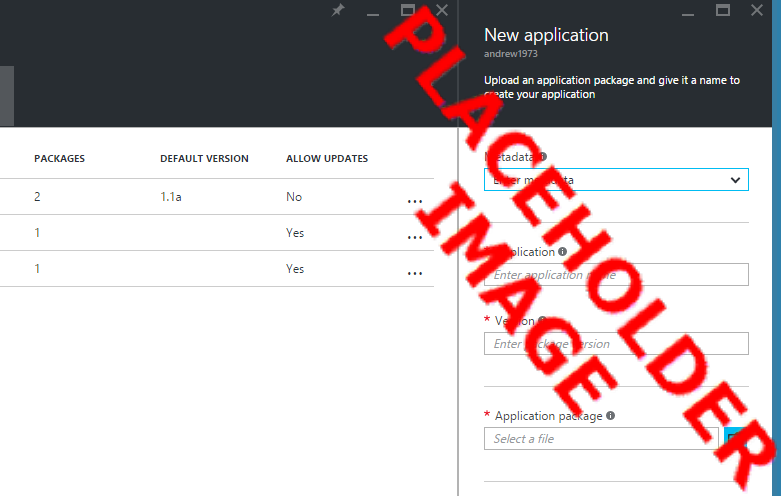 New application
andrew1973
Upload an application package and give it a name to
create your application
PACKAGES DEFAULT VERSION ALLOW UPDATES
2 1.1a No ...
1 Yes ...
1 Yes ...
Metadata
Enter metadata
* Application
Enter application name
* Version
Enter package version
* Application package
Select a file
PLACEHOLDER
IMAGE